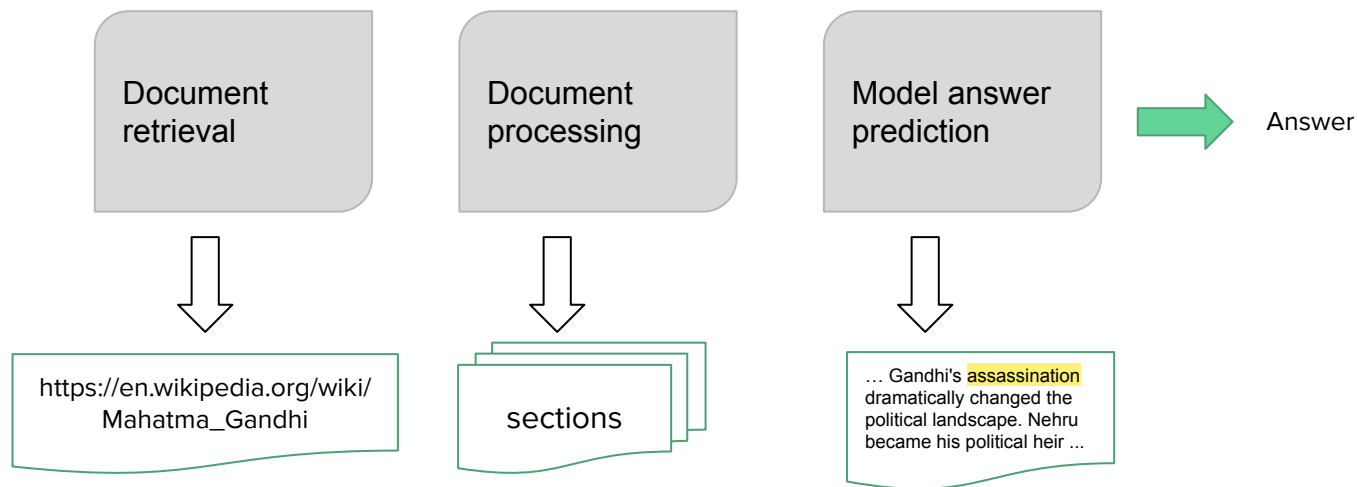 Document
retrieval
Document
processing
Model answer
prediction
Answer
https://en.wikipedia.org/wiki/
Mahatma_Gandhi
sections
… Gandhi's assassination
dramatically changed the
political landscape. Nehru
became his political heir ...